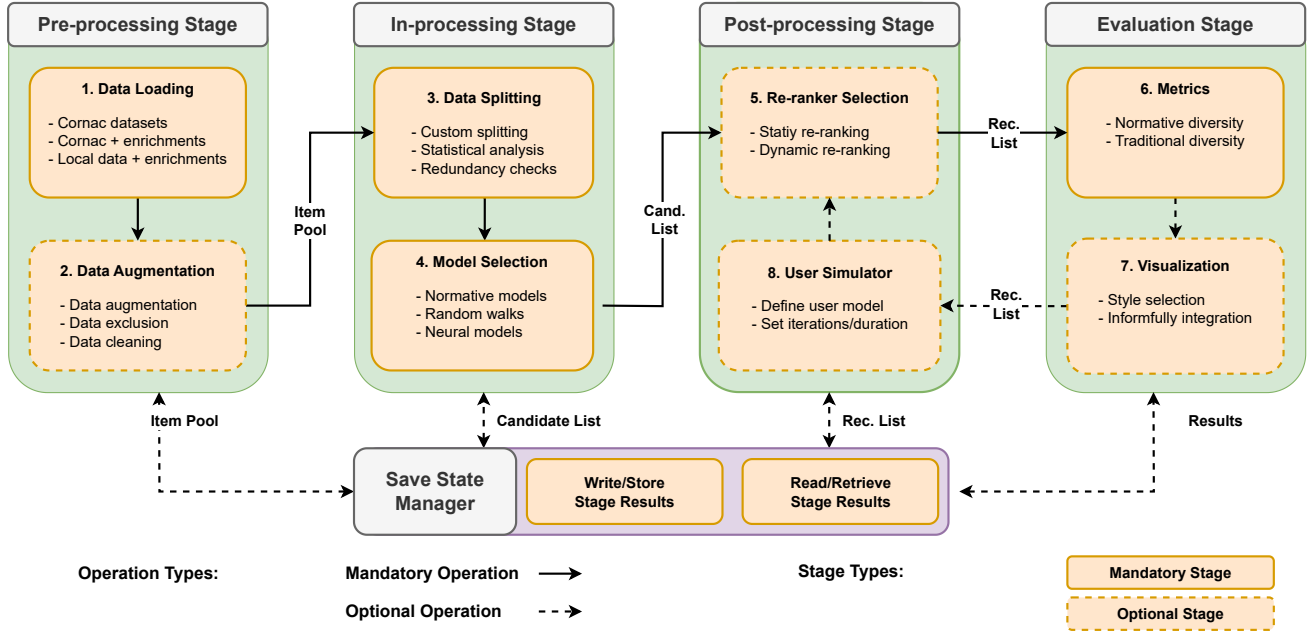 Pre-processing Stage
1. Data Loading
- Cornac datasets
- Cornac + enrichments
- Local data + enrichments
2. Data Augmentation
- Data augmentation
- Data exclusion
- Data cleaning
Item
Pool
In-processing Stage
3. Data Splitting
- Custom splitting
- Statistical analysis
- Redundancy checks
4. Model Selection
- Normative models
- Random walks
- Neural models
Cand.
List
Post-processing Stage
5. Re-ranker Selection
- Statiy re-ranking
- Dynamic re-ranking
8. User Simulator
- Define user model
- Set iterations/duration
Rec.
List
Rec.
List
Evaluation Stage
6. Metrics
- Normative diversity
- Traditional diversity
7. Visualization
- Style selection
- Informfully integration
Item Pool
Candidate List
Rec. List
Results
Save State
Manager
Write/Store
Stage Results
Read/Retrieve
Stage Results
Operation Types:
Mandatory Operation
Optional Operation
Stage Types:
Mandatory Stage
Optional Stage